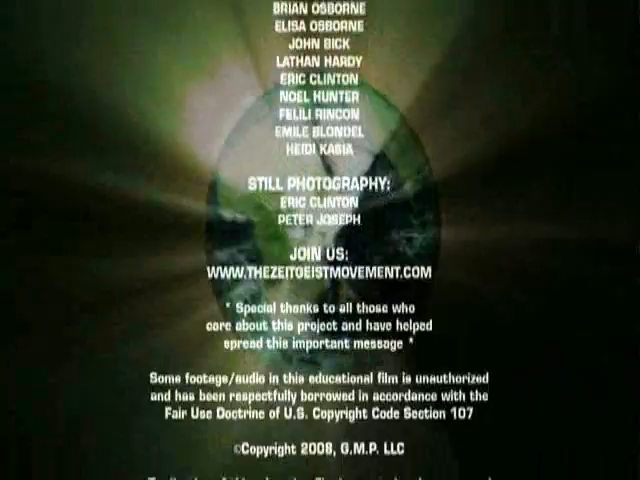 BRIAN OSBORNE
ELISA OSBORNE
JOHN BICK
LATHAN HARDY
ERIC CLINTON
NOEL HUNTER
FELILI RINCON
EMILE BLONDEL
HEIDI KASIA
STILL PHOTOGRAPHY:
ERIC CLINTON
PETER JOSEPH
JOIN US:
WWW.THEZEITGEISTMOVEMENT.COM
* Special thanks to all those who
care about this project and have helped
spread this important message *
Some footage/audio in this educational film is unauthorized
and has been respectfully borrowed in accordance with the
Fair Use Doctrine of U.S. Copyright Code Section 107
©Copyright 2008, G.M.P. LLC